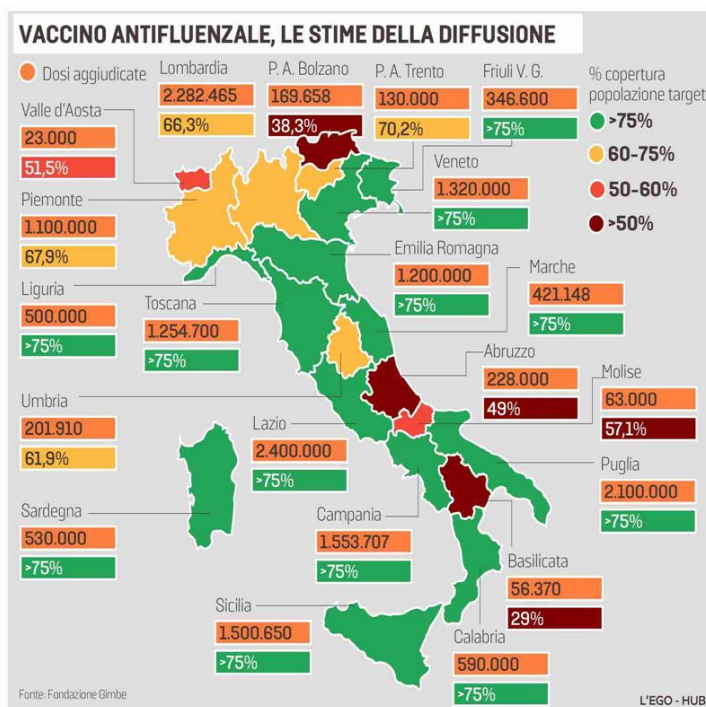 VACCINO ANTIFLUENZALE, LE STIME DELLA DIFFUSIONE
Dosi aggiudicate
Lombardia
2.282.465
66,3%
P. A. Bolzano
169.658
38,3%
P. A. Trento
130.000
70,2%
Friuli V. G.
346.600
>75%
% copertura
popolazione target
>75%
60-75%
50-60%
>50%
Valle d'Aosta
23.000
51,5%
Veneto
1.320.000
>75%
Piemonte
1.100.000
67,9%
Emilia Romagna
1.200.000
>75%
Marche
421.148
>75%
Liguria
500.000
>75%
Toscana
1.254.700
>75%
Abruzzo
228.000
49%
Molise
63.000
57,1%
Umbria
201.910
61,9%
Lazio
2.400.000
>75%
Puglia
2.100.000
>75%
Sardegna
530.000
>75%
Campania
1.553.707
>75%
Basilicata
56.370
29%
Sicilia
1.500.650
>75%
Calabria
590.000
>75%
Fonte: Fondazione Gimbe
L'EGO - HUB